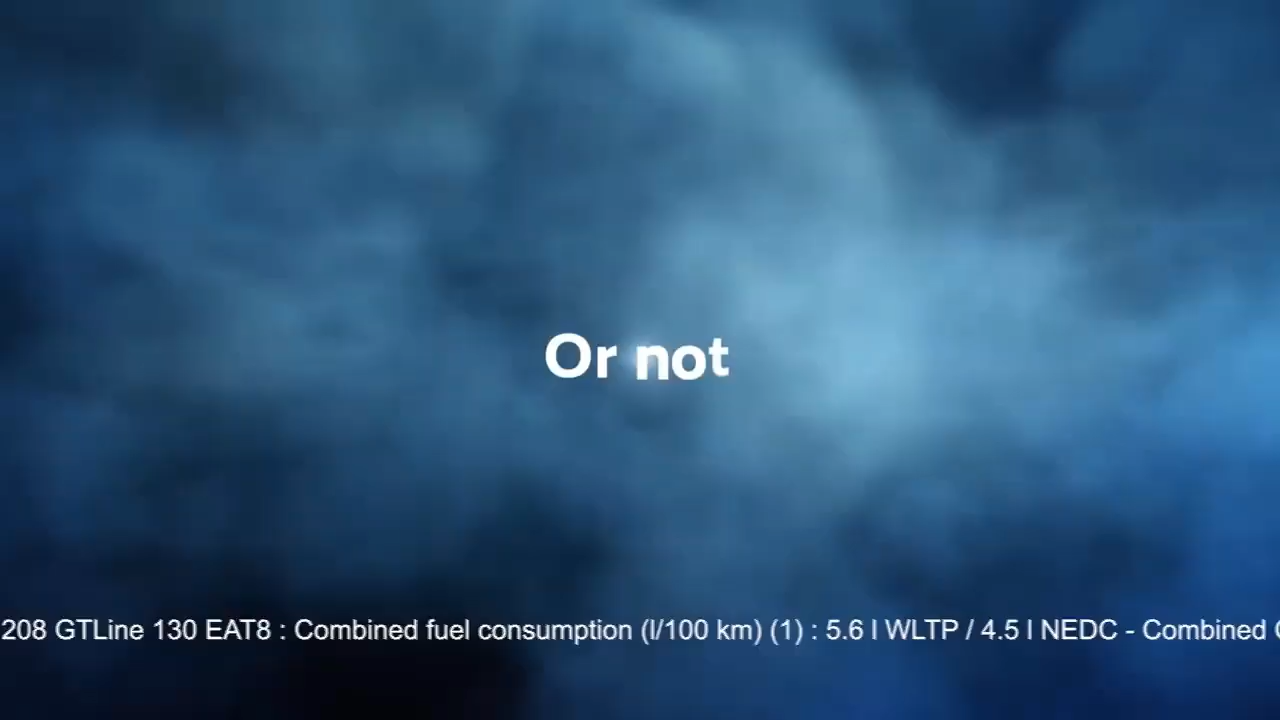 Or not
208 GTLine 130 EAT8 : Combined fuel consumption (l/100 km) (1) : 5.6 l WLTP / 4.5 l NEDC - Combined